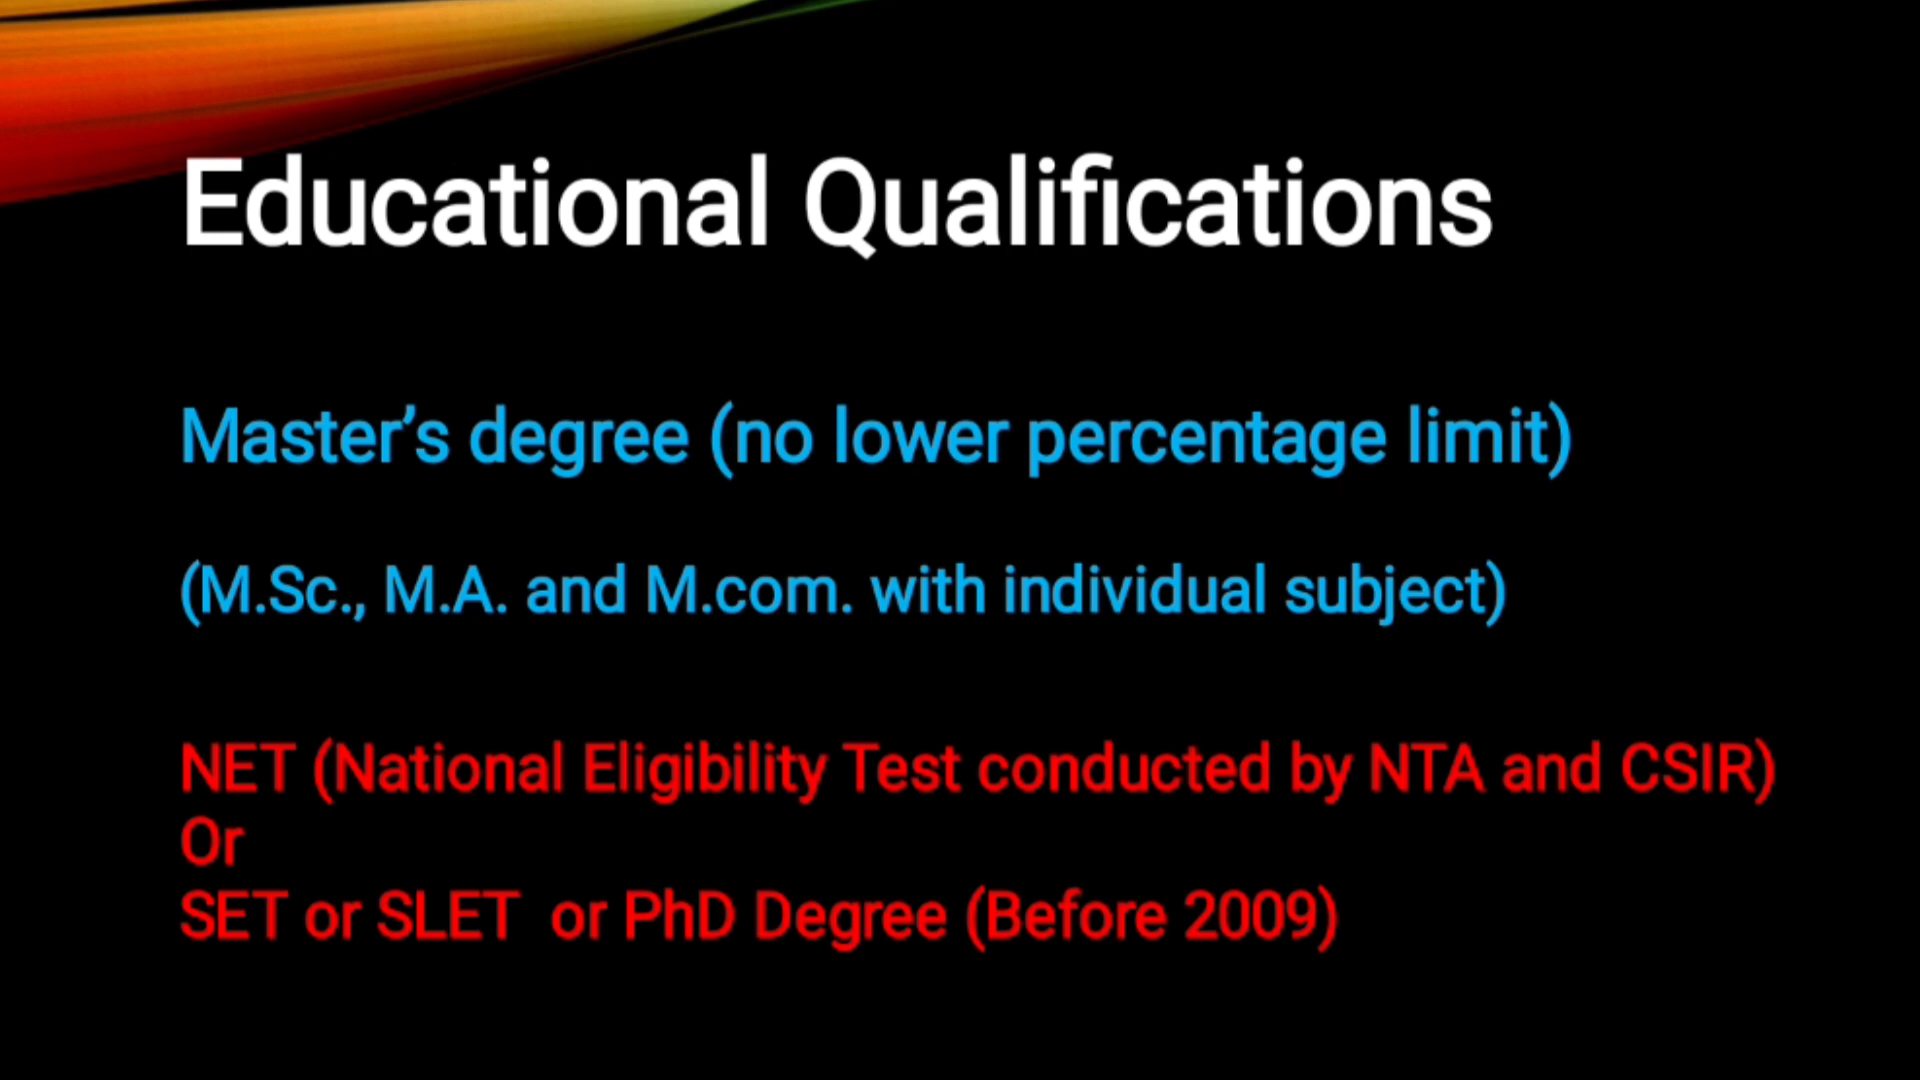 Educational Qualifications
Master’s degree (no lower percentage limit)
(M.Sc., M.A. and M.com. with individual subject)
NET (National Eligibility Test conducted by NTA and CSIR)
Or
SET or SLET  or PhD Degree (Before 2009)